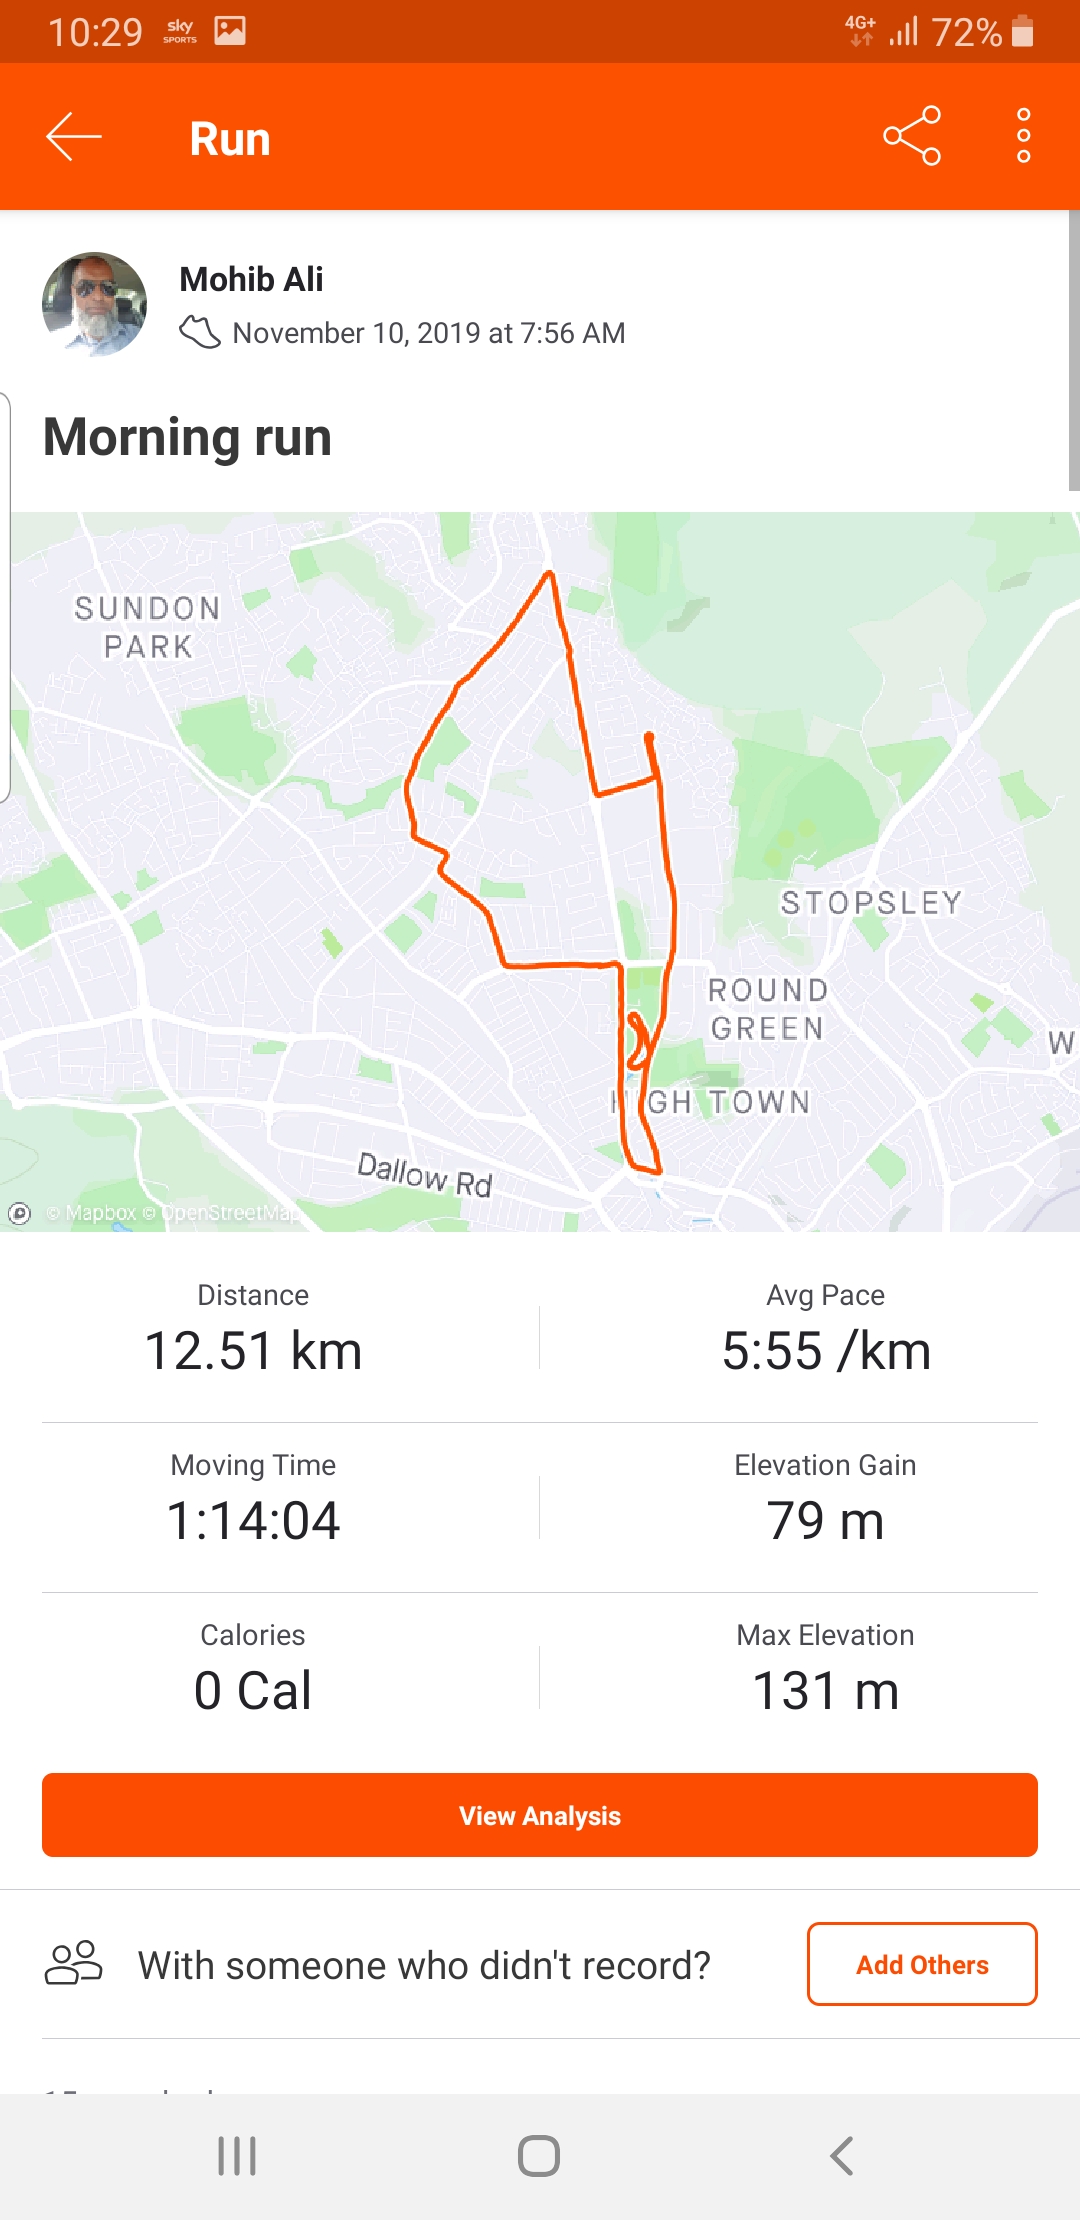 10:29 sky SPORTS 4G+ 72%
Run
Mohib Ali
November 10, 2019 at 7:56 AM
Morning run
SUNDON
PARK
STOPSLEY
ROUND
GREEN
W
HIGH TOWN
Dallow Rd
© Mapbox © OpenStreetMap
Distance
12.51 km
Avg Pace
5:55 /km
Moving Time
1:14:04
Elevation Gain
79 m
Calories
0 Cal
Max Elevation
131 m
View Analysis
With someone who didn't record?
Add Others